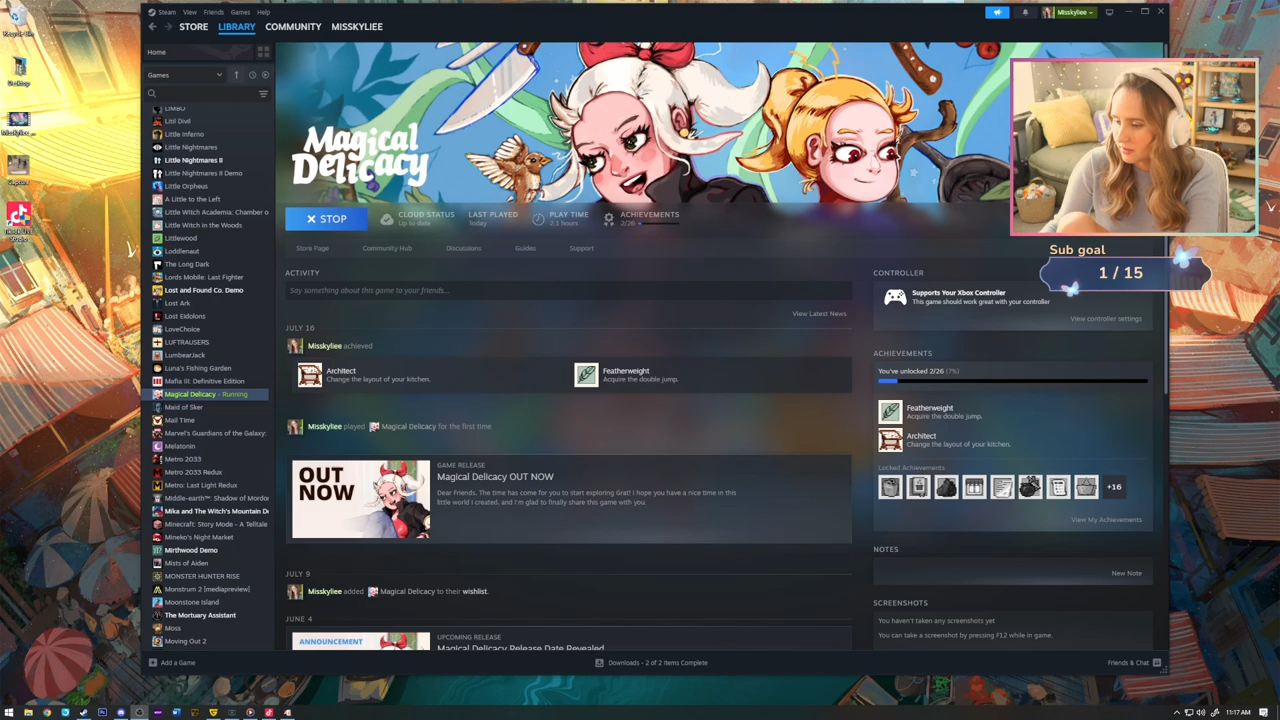 Steam View Friends Games Help
Misskyliee
STORE LIBRARY COMMUNITY MISSKYLIEE
Home
Games
LIMBO
Litil Divil
Little Inferno
Little Nightmares
Little Nightmares II
Little Nightmares II Demo
Little Orpheus
A Little to the Left
Little Witch Academia: Chamber o
Little Witch in the Woods
Littlewood
Loddlenaut
The Long Dark
Lords Mobile: Last Fighter
Lost and Found Co. Demo
Lost Ark
Lost Eidolons
LoveChoice
LUFTRAUSERS
LumbearJack
Luna's Fishing Garden
Mafia III: Definitive Edition
Magical Delicacy - Running
Maid of Sker
Mail Time
Marvel's Guardians of the Galaxy:
Melatonin
Metro 2033
Metro 2033 Redux
Metro: Last Light Redux
Middle-earth™: Shadow of Mordor
Mika and The Witch's Mountain De
Minecraft: Story Mode - A Telltale
Mineko's Night Market
Mirthwood Demo
Mists of Aiden
MONSTER HUNTER RISE
Monstrum 2 [mediapreview]
Moonstone Island
The Mortuary Assistant
Moss
Moving Out 2
Add a Game
Magical
Delicacy
STOP
CLOUD STATUS
Up to date
LAST PLAYED
Today
PLAY TIME
2.1 hours
ACHIEVEMENTS
2/26
Store Page Community Hub Discussions Guides Support
ACTIVITY
Say something about this game to your friends...
View Latest News
JULY 16
Misskyliee achieved
Architect
Change the layout of your kitchen.
Featherweight
Acquire the double jump.
Misskyliee played Magical Delicacy for the first time
OUT
NOW
GAME RELEASE
Magical Delicacy OUT NOW
Dear Friends, The time has come for you to start exploring Grat! I hope you have a nice time in this
little world I created, and I'm glad to finally share this game with you.
JULY 9
Misskyliee added Magical Delicacy to their wishlist.
JUNE 4
ANNOUNCEMENT
UPCOMING RELEASE
Magical Delicacy Release Date Revealed
Downloads - 2 of 2 Items Complete
Sub goal
1 / 15
CONTROLLER
Supports Your Xbox Controller
This game should work great with your controller
View controller settings
ACHIEVEMENTS
You've unlocked 2/26 (7%)
Featherweight
Acquire the double jump.
Architect
Change the layout of your kitchen.
Locked Achievements
+16
View My Achievements
NOTES
New Note
SCREENSHOTS
You haven't taken any screenshots yet
You can take a screenshot by pressing F12 while in game.
Friends & Chat
Recycle Bin
Desktop
Capture
Studio
11:17 AM